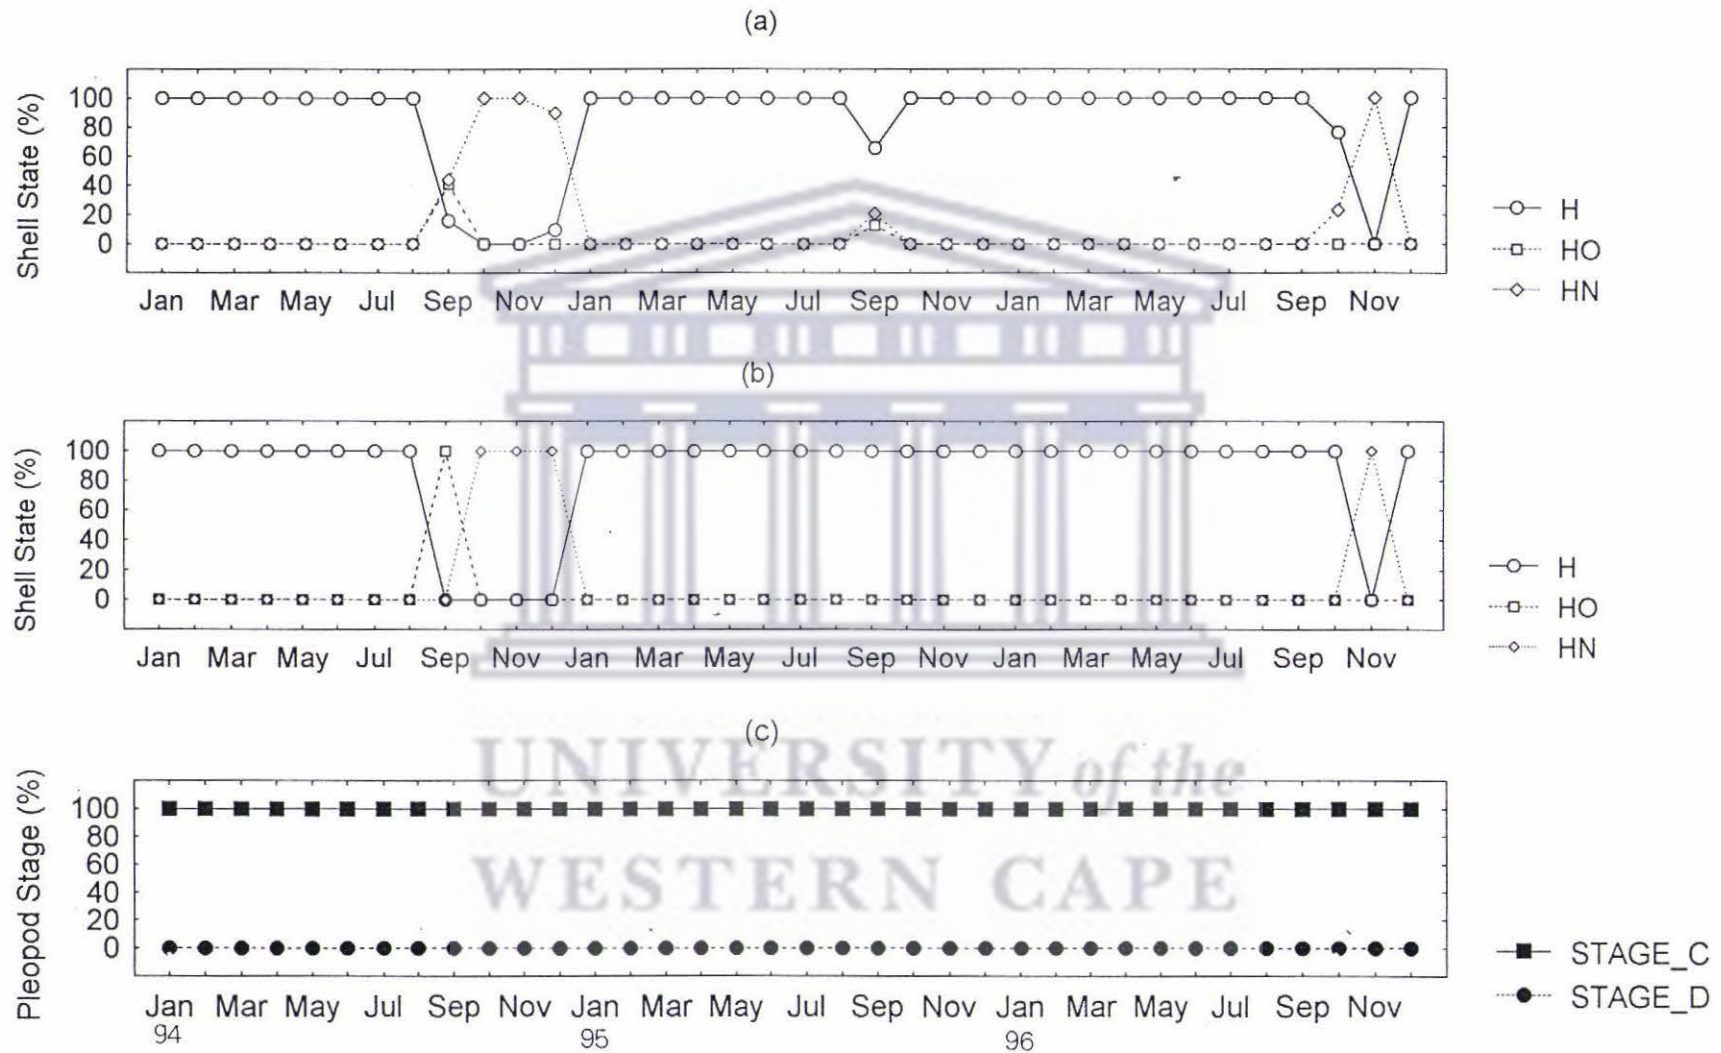 (a)
Shell State (%)
100
80
60
40
20
0
Jan Mar May Jul Sep Nov Jan Mar May Jul Sep Nov Jan Mar May Jul Sep Nov
H
HO
HN
(b)
Shell State (%)
100
80
60
40
20
0
Jan Mar May Jul Sep Nov Jan Mar May Jul Sep Nov Jan Mar May Jul Sep Nov
H
HO
HN
(c)
Pleopod Stage (%)
100
80
60
40
20
0
Jan Mar May Jul Sep Nov Jan Mar May Jul Sep Nov Jan Mar May Jul Sep Nov
94 95 96
STAGE_C
STAGE_D
UNIVERSITY of the
WESTERN CAPE